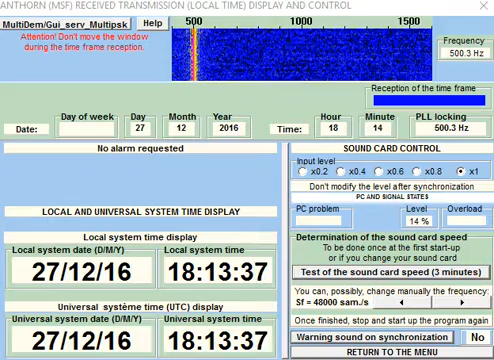 ANTHORN (MSF) RECEIVED TRANSMISSION (LOCAL TIME) DISPLAY AND CONTROL
MultiDem/Gui_serv_Multipsk
Help
Attention! Don't move the window
during the time frame reception.
500
1000
1500
Frequency
500.3 Hz
Reception of the time frame
Date:
Day of week
Day
27
Month
12
Year
2016
Time:
Hour
18
Minute
14
PLL locking
500.3 Hz
No alarm requested
LOCAL AND UNIVERSAL SYSTEM TIME DISPLAY
Local system time display
Local system date (D/M/Y)
27/12/16
Local system time
18:13:37
Universal système time (UTC) display
Universal system date (D/M/Y)
27/12/16
Universal system time
18:13:37
SOUND CARD CONTROL
Input level
x0.2 x0.4 x0.6 x0.8 x1
Don't modify the level after synchronization
PC AND SIGNAL STATES
PC problem
Level
14 %
Overload
Determination of the sound card speed
To be done once at the first start-up
or if you change your sound card
Test of the sound card speed (3 minutes)
You can, possibly, change manually the frequency:
Sf = 48000 sam./s
Once finished, stop and start up the program again
Warning sound on synchronization
No
RETURN TO THE MENU